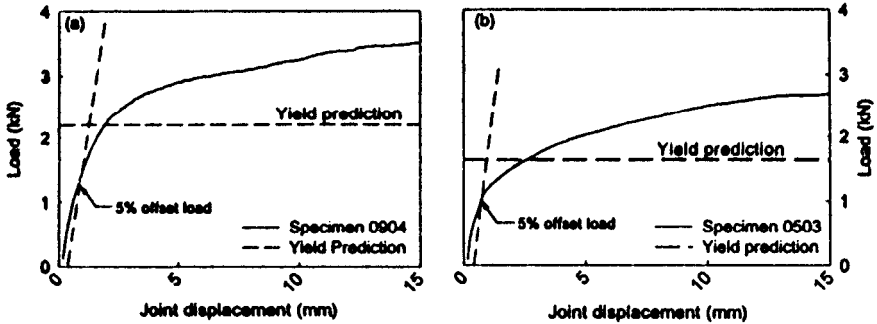 (a)
4
3
2
1
0
Load (kN)
Yield prediction
5% offset load
Specimen 0904
Yield Prediction
0
5
10
15
Joint displacement (mm)
(b)
4
3
2
1
0
Load (kN)
Yield prediction
5% offset load
Specimen 0503
Yield prediction
0
5
10
15
Joint displacement (mm)